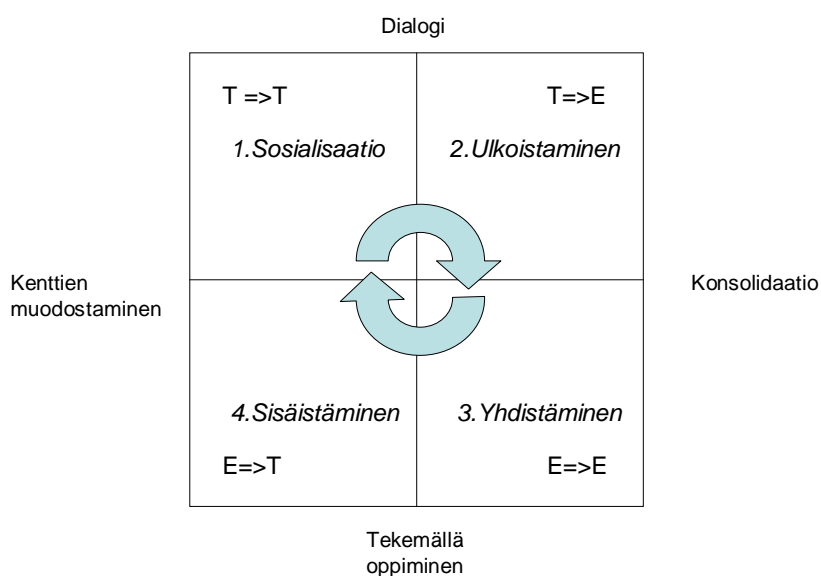 Dialogi
T =>T
T=>E
1.Sosialisaatio
2.Ulkoistaminen
Kenttien
muodostaminen
Konsolidaatio
4.Sisäistäminen
3.Yhdistäminen
E=>T
E=>E
Tekemällä
oppiminen